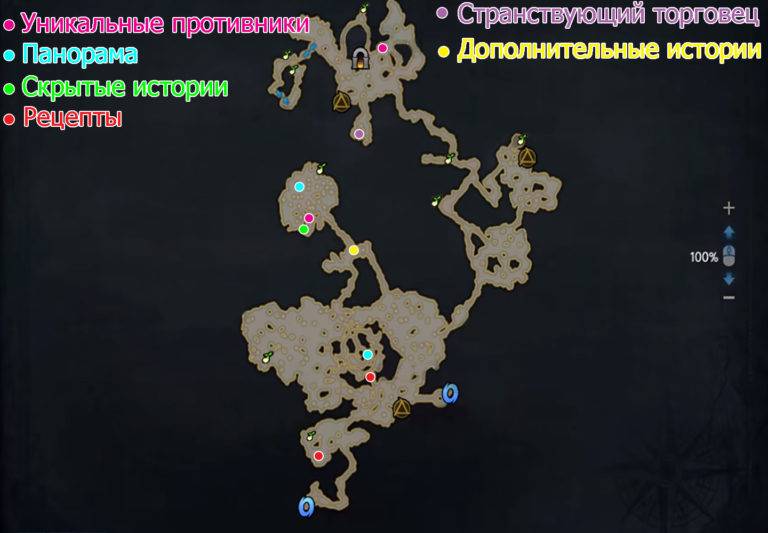 Уникальные противники
Панорама
Скрытые истории
Рецепты
Странствующий торговец
Дополнительные истории
+
100%
−